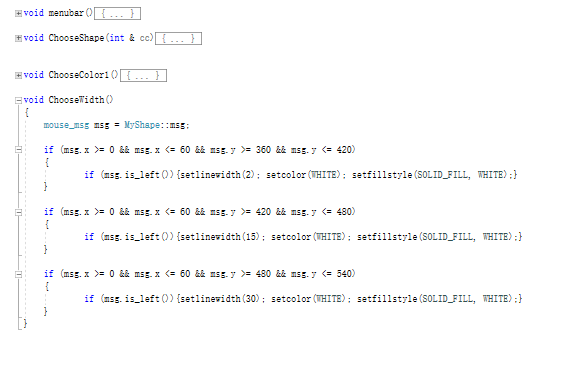 void menubar(){ ... }
void ChooseShape(int & cc){ ... }
void ChooseColor1(){ ... }
void ChooseWidth()
{
mouse_msg msg = MyShape::msg;
if (msg.x >= 0 && msg.x <= 60 && msg.y >= 360 && msg.y <= 420)
{
if (msg.is_left()){setlinewidth(2); setcolor(WHITE); setfillstyle(SOLID_FILL, WHITE);}
}
if (msg.x >= 0 && msg.x <= 60 && msg.y >= 420 && msg.y <= 480)
{
if (msg.is_left()){setlinewidth(15); setcolor(WHITE); setfillstyle(SOLID_FILL, WHITE);}
}
if (msg.x >= 0 && msg.x <= 60 && msg.y >= 480 && msg.y <= 540)
{
if (msg.is_left()){setlinewidth(30); setcolor(WHITE); setfillstyle(SOLID_FILL, WHITE);}
}
}